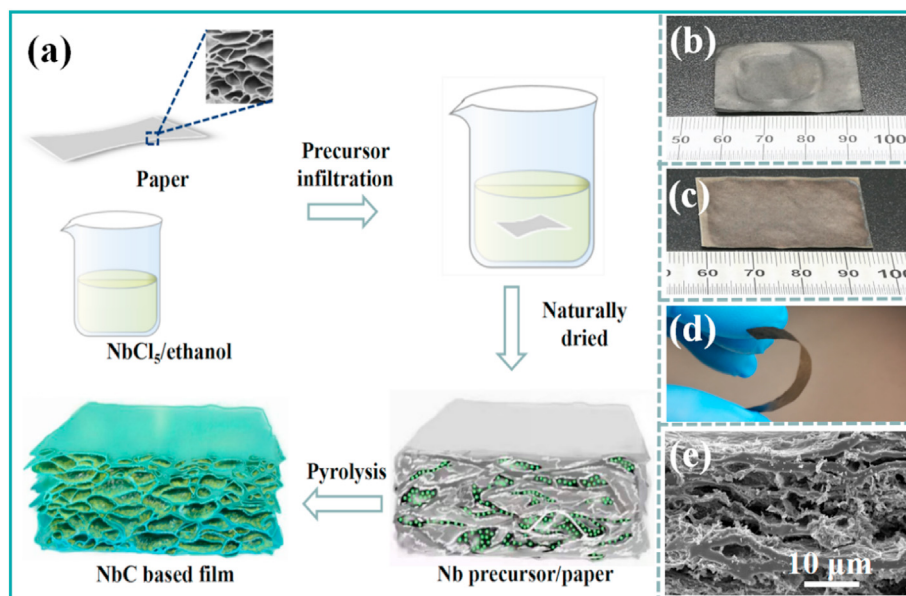 (a)
Paper
Precursor
infiltration
NbCl₅/ethanol
Naturally
dried
Pyrolysis
NbC based film
Nb precursor/paper
(b)
50 60 70 80 90 100
(c)
60 70 80 90 100
(d)
(e)
10 μm